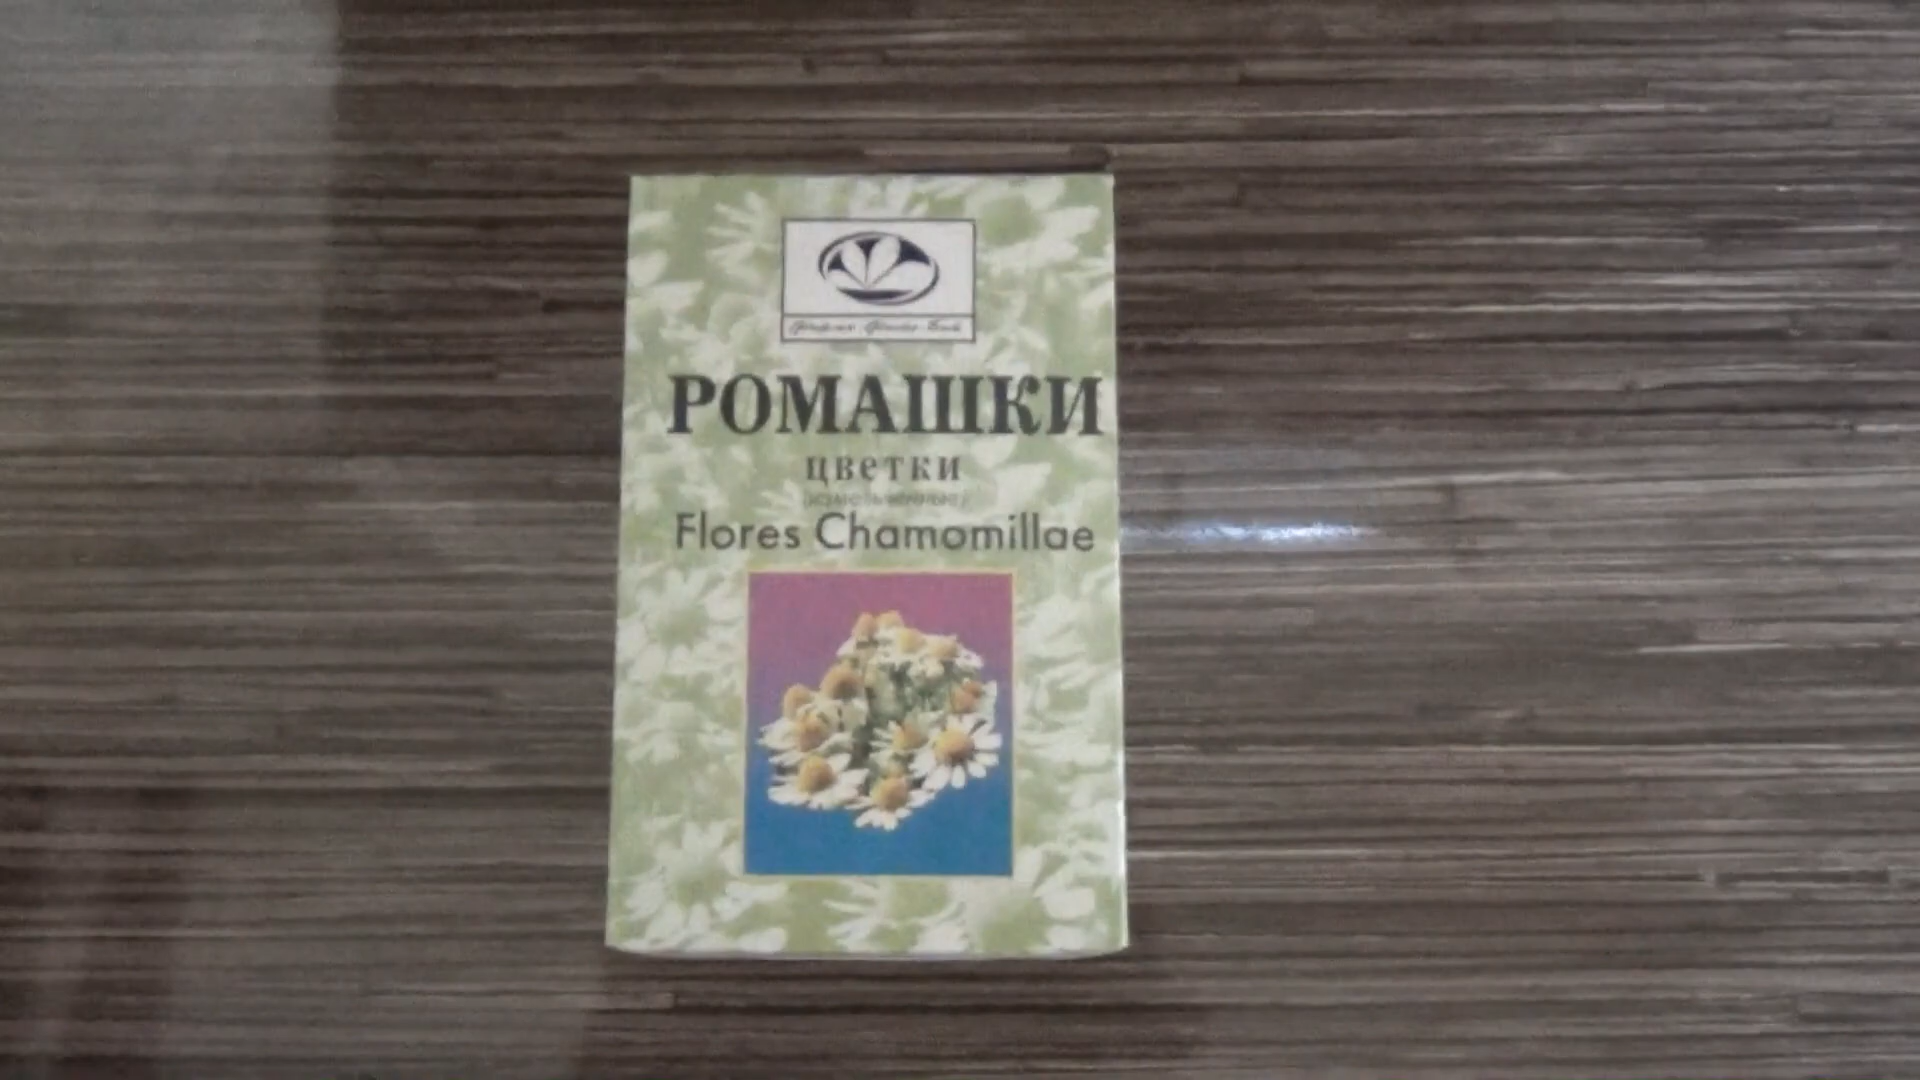 РОМАШКИ
цветки
Flores Chamomillae